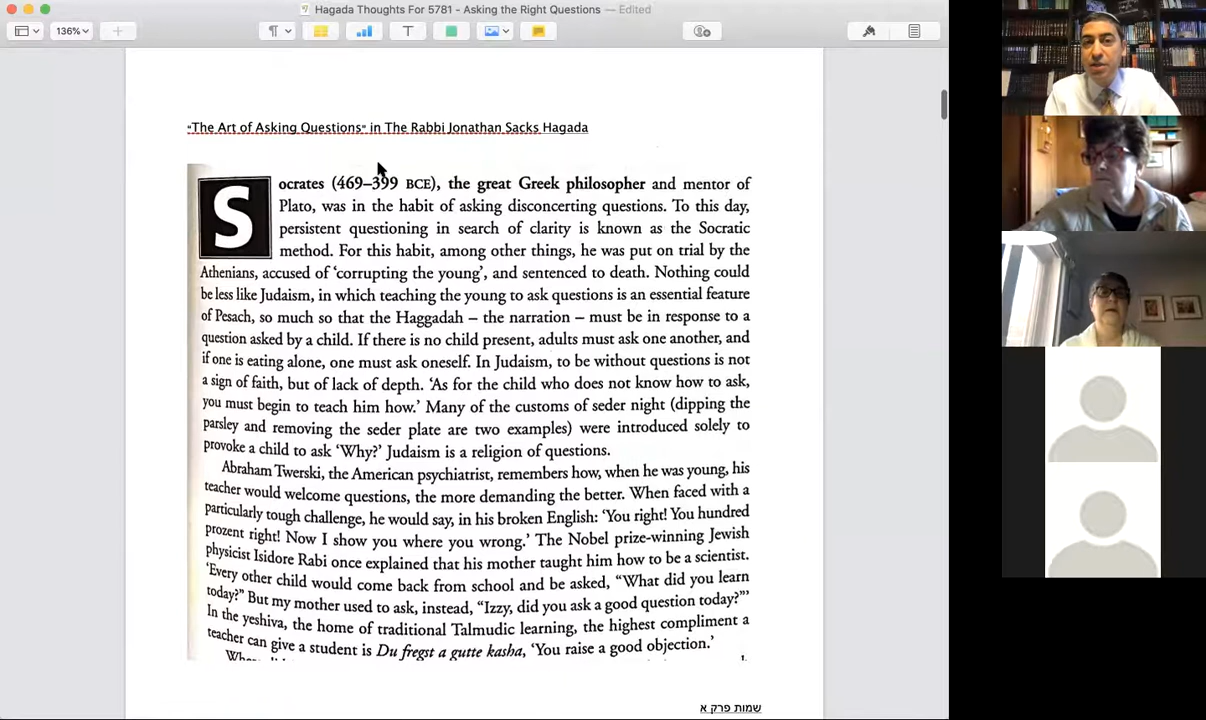 Hagada Thoughts For 5781 - Asking the Right Questions — Edited
136%
"The Art of Asking Questions" in The Rabbi Jonathan Sacks Hagada
Socrates (469–399 BCE), the great Greek philosopher and mentor of
Plato, was in the habit of asking disconcerting questions. To this day,
persistent questioning in search of clarity is known as the Socratic
method. For this habit, among other things, he was put on trial by the
Athenians, accused of 'corrupting the young', and sentenced to death. Nothing could
be less like Judaism, in which teaching the young to ask questions is an essential feature
of Pesach, so much so that the Haggadah – the narration – must be in response to a
question asked by a child. If there is no child present, adults must ask one another, and
if one is eating alone, one must ask oneself. In Judaism, to be without questions is not
a sign of faith, but of lack of depth. 'As for the child who does not know how to ask,
you must begin to teach him how.' Many of the customs of seder night (dipping the
parsley and removing the seder plate are two examples) were introduced solely to
provoke a child to ask 'Why?' Judaism is a religion of questions.
Abraham Twerski, the American psychiatrist, remembers how, when he was young, his
teacher would welcome questions, the more demanding the better. When faced with a
particularly tough challenge, he would say, in his broken English: 'You right! You hundred
prozent right! Now I show you where you wrong.' The Nobel prize-winning Jewish
physicist Isidore Rabi once explained that his mother taught him how to be a scientist.
'Every other child would come back from school and be asked, "What did you learn
today?" But my mother used to ask, instead, "Izzy, did you ask a good question today?"'
In the yeshiva, the home of traditional Talmudic learning, the highest compliment a
teacher can give a student is Du fregst a gutte kasha, 'You raise a good objection.'
שמות פרק א